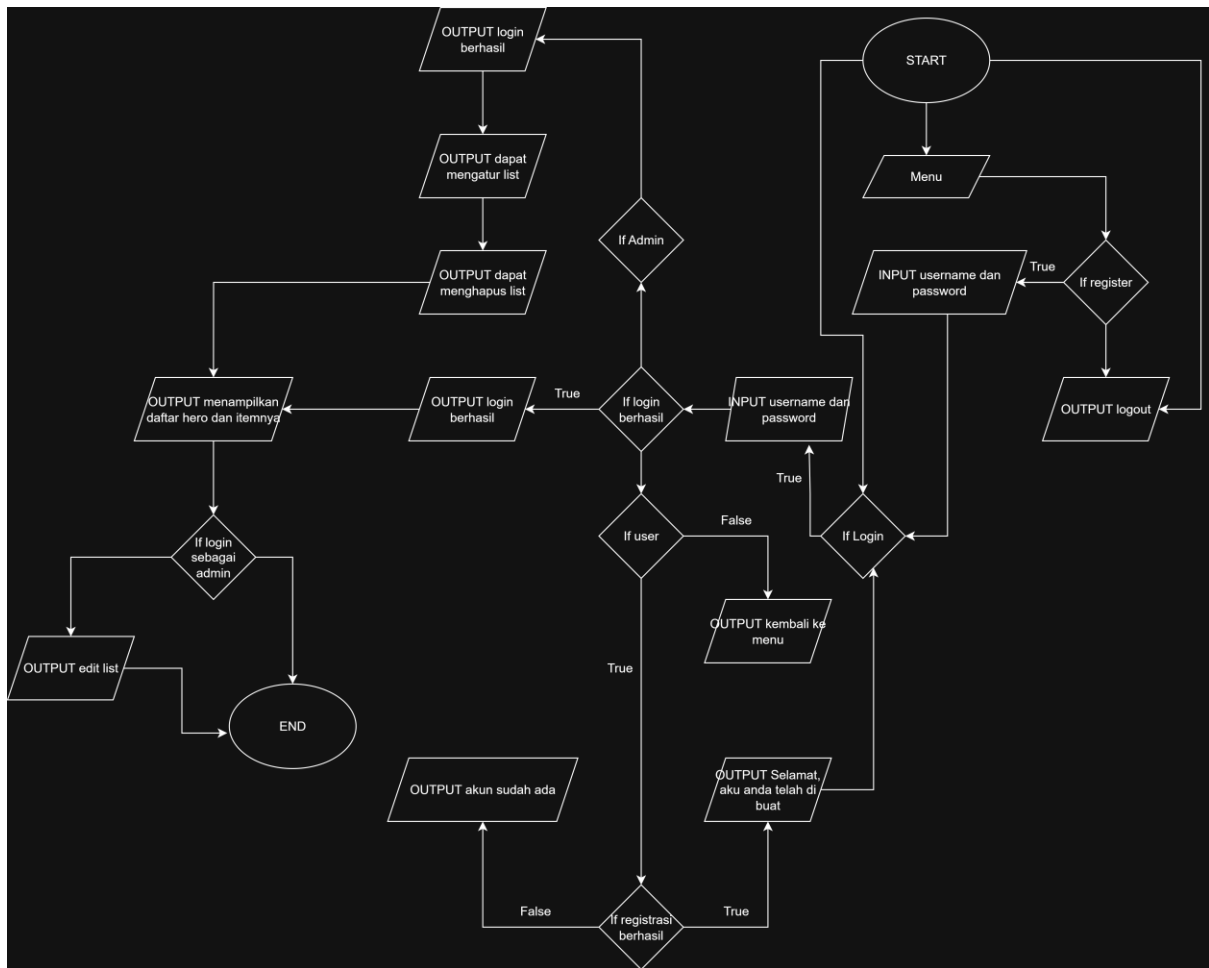 OUTPUT login
berhasil
START
OUTPUT dapat
mengatur list
Menu
If Admin
OUTPUT dapat
menghapus list
INPUT username dan
password
True
If register
OUTPUT menampilkan
daftar hero dan itemnya
OUTPUT login
berhasil
True
If login
berhasil
INPUT username dan
password
OUTPUT logout
True
If login
sebagai
admin
If user
False
If Login
OUTPUT kembali ke
menu
OUTPUT edit list
True
END
OUTPUT akun sudah ada
OUTPUT Selamat,
aku anda telah di
buat
False
If registrasi
berhasil
True